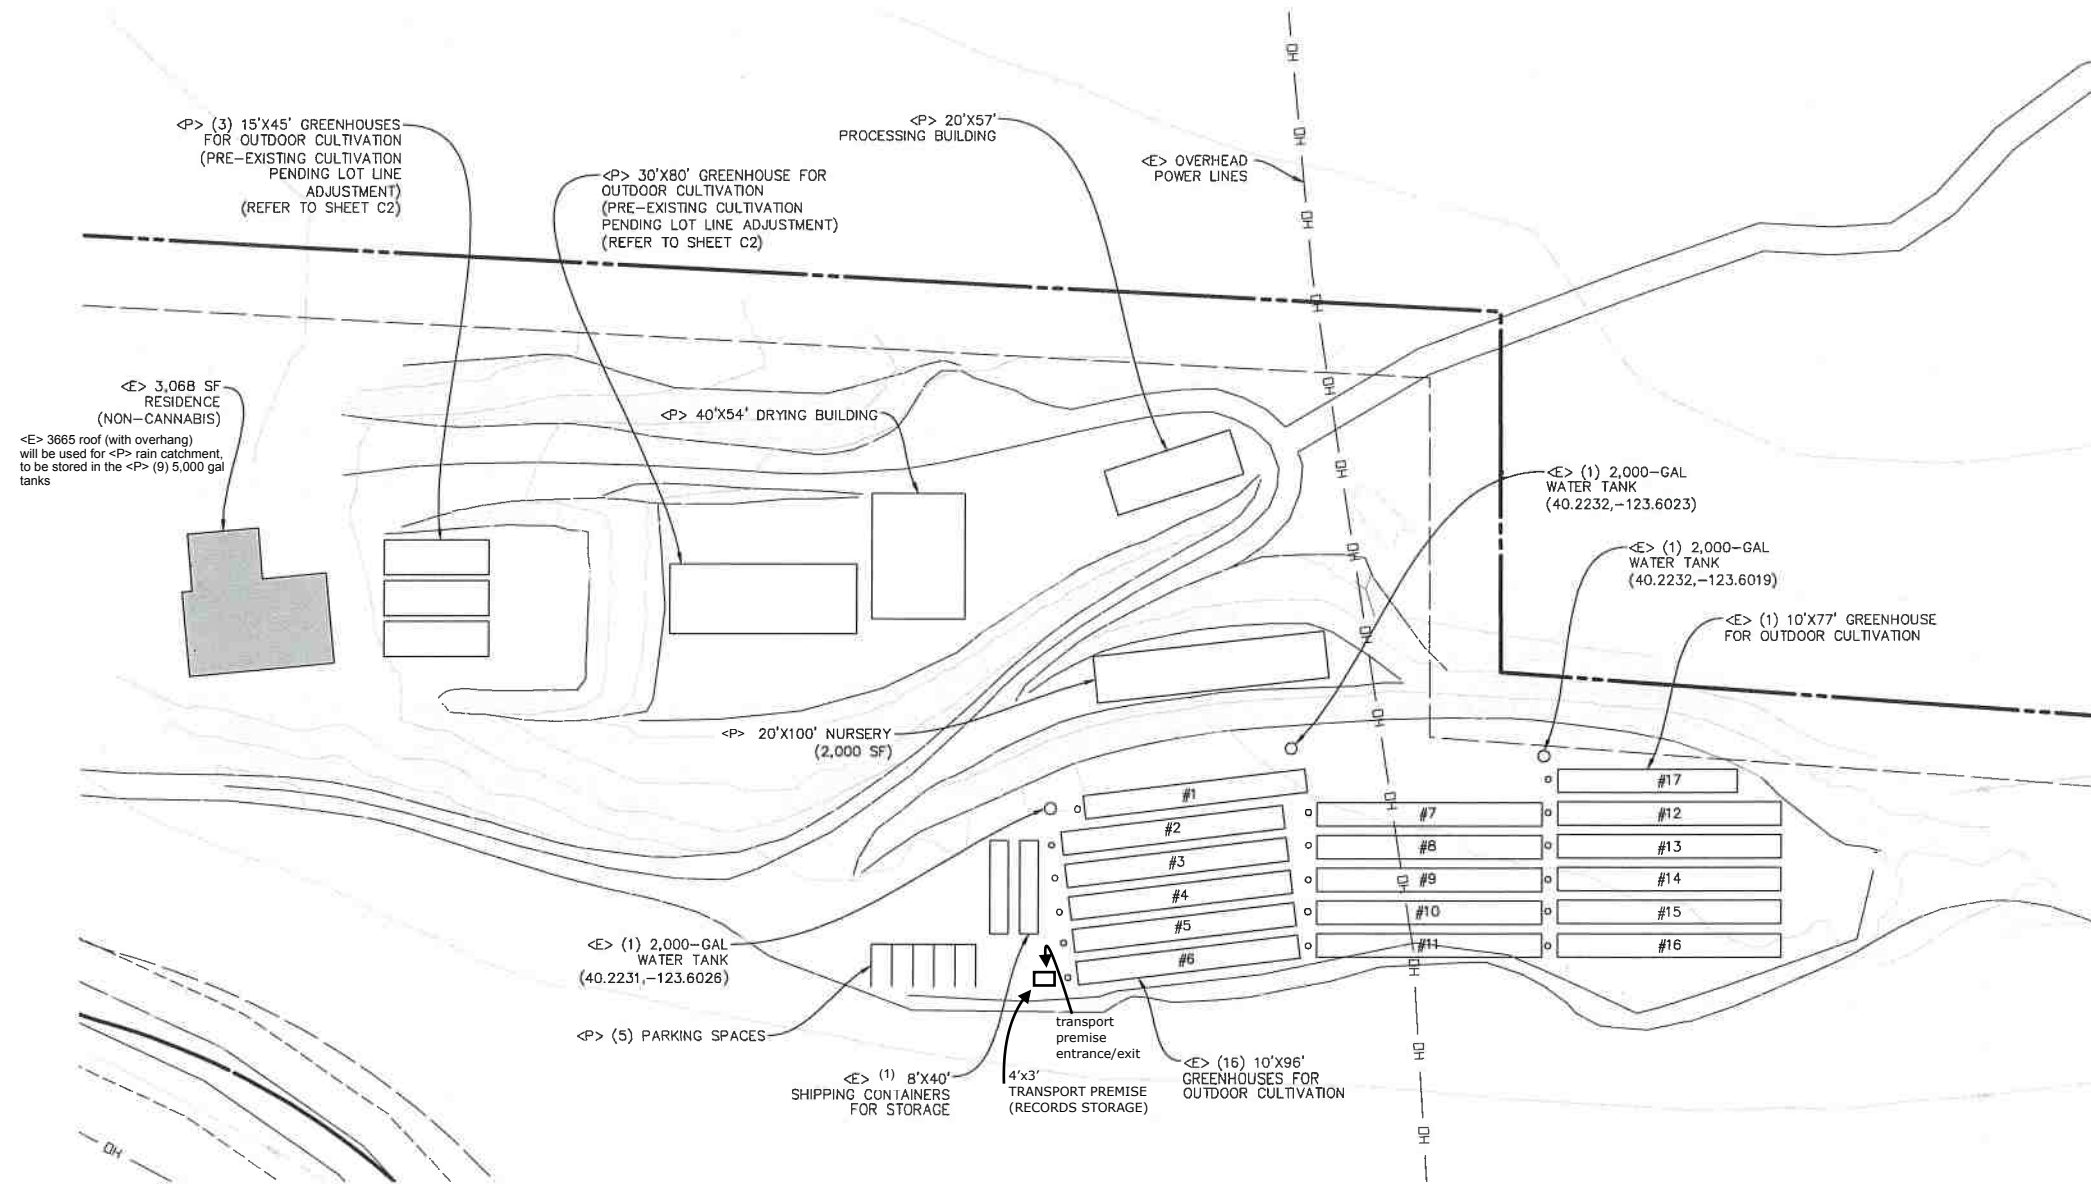 <P> (3) 15'X45' GREENHOUSES
FOR OUTDOOR CULTIVATION
(PRE-EXISTING CULTIVATION
PENDING LOT LINE
ADJUSTMENT)
(REFER TO SHEET C2)
<P> 30'X80' GREENHOUSE FOR
OUTDOOR CULTIVATION
(PRE-EXISTING CULTIVATION
PENDING LOT LINE ADJUSTMENT)
(REFER TO SHEET C2)
<P> 20'X57'
PROCESSING BUILDING
<E> OVERHEAD
POWER LINES
OH
OH
OH
OH
OH
OH
OH
OH
OH
OH
OH
OH
OH
OH
<E> 3,068 SF
RESIDENCE
(NON-CANNABIS)
<E> 3665 roof (with overhang)
will be used for <P> rain catchment,
to be stored in the <P> (9) 5,000 gal
tanks
<P> 40'X54' DRYING BUILDING
<E> (1) 2,000-GAL
WATER TANK
(40.2232,-123.6023)
<E> (1) 2,000-GAL
WATER TANK
(40.2232,-123.6019)
<E> (1) 10'X77' GREENHOUSE
FOR OUTDOOR CULTIVATION
<P> 20'X100' NURSERY
(2,000 SF)
#1
#2
#3
#4
#5
#6
#7
#8
#9
#10
#11
#17
#12
#13
#14
#15
#16
<E> (1) 2,000-GAL
WATER TANK
(40.2231,-123.6026)
<P> (5) PARKING SPACES
<E> (1) 8'X40'
SHIPPING CONTAINERS
FOR STORAGE
transport
premise
entrance/exit
4'x3'
TRANSPORT PREMISE
(RECORDS STORAGE)
<E> (16) 10'X96'
GREENHOUSES FOR
OUTDOOR CULTIVATION
OH